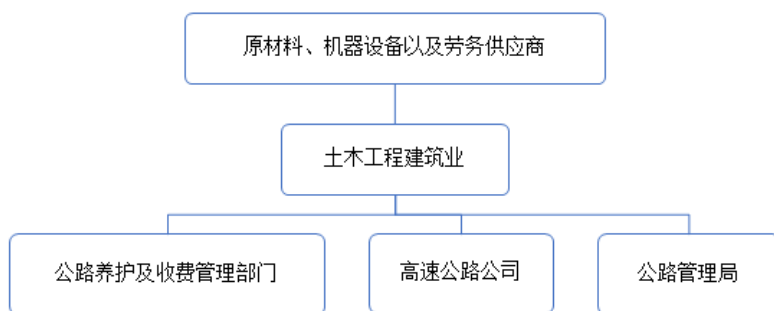 原材料、机器设备以及劳务供应商
土木工程建筑业
公路养护及收费管理部门
高速公路公司
公路管理局